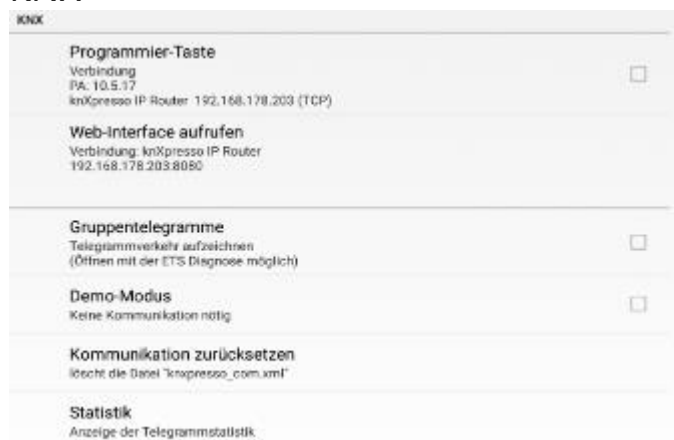 KNX
Programmier-Taste
Verbindung
PA: 10.5.17
knXpresso IP Router 192.168.178.203 (TCP)
Web-Interface aufrufen
Verbindung: knXpresso IP Router
192.168.178.203:8080
Gruppentelegramme
Telegrammverkehr aufzeichnen
(Öffnen mit der ETS Diagnose möglich)
Demo-Modus
Keine Kommunikation nötig
Kommunikation zurücksetzen
löscht die Datei "knxpresso_com.xml"
Statistik
Anzeige der Telegrammstatistik